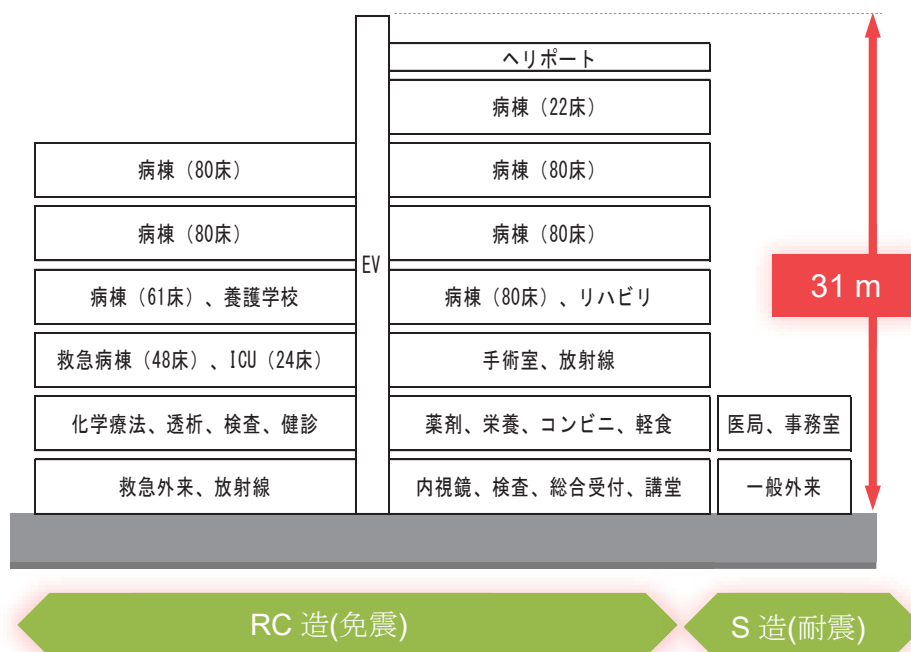 ヘリポート
病棟（22床）
病棟（80床）
病棟（80床）
病棟（80床）
病棟（80床）
EV
31 m
病棟（61床）、養護学校
病棟（80床）、リハビリ
救急病棟（48床）、ICU（24床）
手術室、放射線
化学療法、透析、検査、健診
薬剤、栄養、コンビニ、軽食
医局、事務室
救急外来、放射線
内視鏡、検査、総合受付、講堂
一般外来
RC 造(免震)
S 造(耐震)